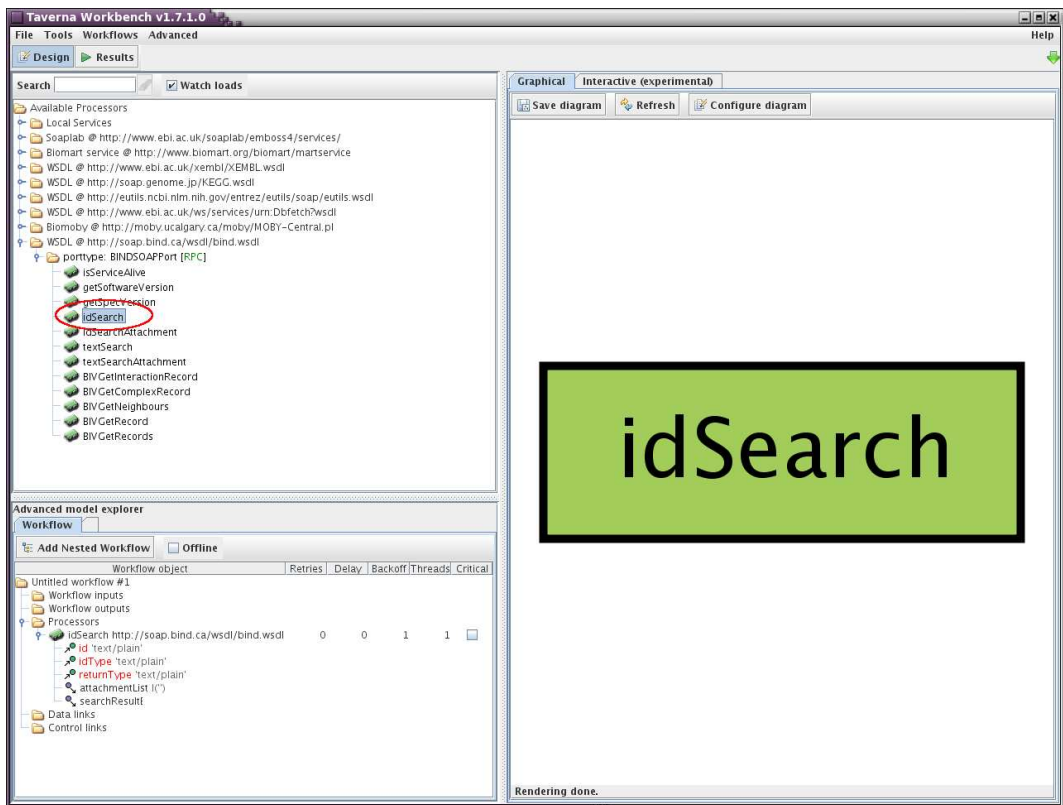 Taverna Workbench v1.7.1.0
File Tools Workflows Advanced Help
Design Results
Search Watch loads
Available Processors
Local Services
Soaplab @ http://www.ebi.ac.uk/soaplab/emboss4/services/
Biomart service @ http://www.biomart.org/biomart/martservice
WSDL @ http://www.ebi.ac.uk/xembl/XEMBL.wsdl
WSDL @ http://soap.genome.jp/KEGG.wsdl
WSDL @ http://eutils.ncbi.nlm.nih.gov/entrez/eutils/soap/eutils.wsdl
WSDL @ http://www.ebi.ac.uk/ws/services/urn:Dbfetch?wsdl
Biomoby @ http://moby.ucalgary.ca/moby/MOBY-Central.pl
WSDL @ http://soap.bind.ca/wsdl/bind.wsdl
porttype: BINDSOAPPort [RPC]
isServiceAlive
getSoftwareVersion
getSpecVersion
idSearch
idSearchAttachment
textSearch
textSearchAttachment
BIVGetInteractionRecord
BIVGetComplexRecord
BIVGetNeighbours
BIVGetRecord
BIVGetRecords
Advanced model explorer
Workflow
Add Nested Workflow Offline
Workflow object Retries Delay Backoff Threads Critical
Untitled workflow #1
Workflow inputs
Workflow outputs
Processors
idSearch http://soap.bind.ca/wsdl/bind.wsdl 0 0 1 1
id 'text/plain'
idType 'text/plain'
returnType 'text/plain'
attachmentList l('')
Data links
Control links
Graphical Interactive (experimental)
Save diagram Refresh Configure diagram
idSearch
Rendering done.